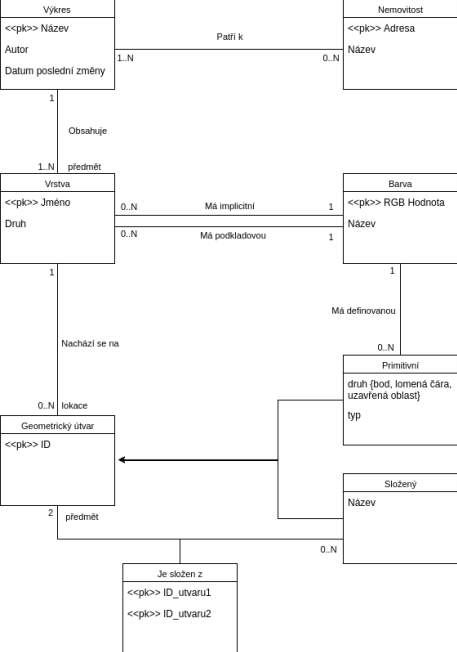 Výkres
<<pk>> Název
Autor
Datum poslední změny
Nemovitost
<<pk>> Adresa
Název
Patří k
1..N
0..N
1
Obsahuje
1..N
předmět
Vrstva
<<pk>> Jméno
Druh
0..N
Má implicitní
1
0..N
Má podkladovou
1
Barva
<<pk>> RGB Hodnota
Název
1
Má definovanou
0..N
1
Nachází se na
0..N
lokace
Primitivní
druh {bod, lomená čára,
uzavřená oblast}
typ
Geometrický útvar
<<pk>> ID
Složený
Název
2
předmět
0..N
Je složen z
<<pk>> ID_utvaru1
<<pk>> ID_utvaru2